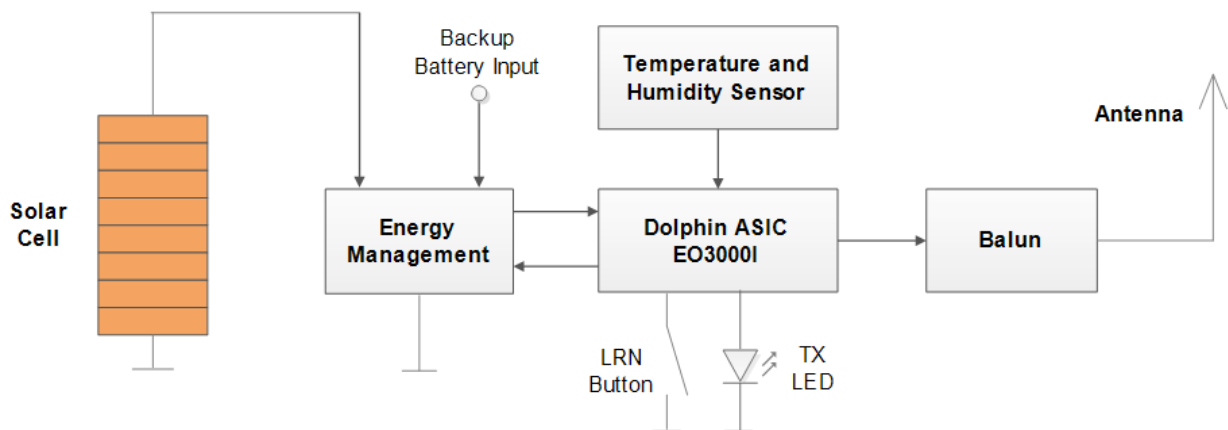 Backup
Battery Input
Temperature and
Humidity Sensor
Antenna
Solar
Cell
Energy
Management
Dolphin ASIC
EO3000I
Balun
LRN
Button
TX
LED